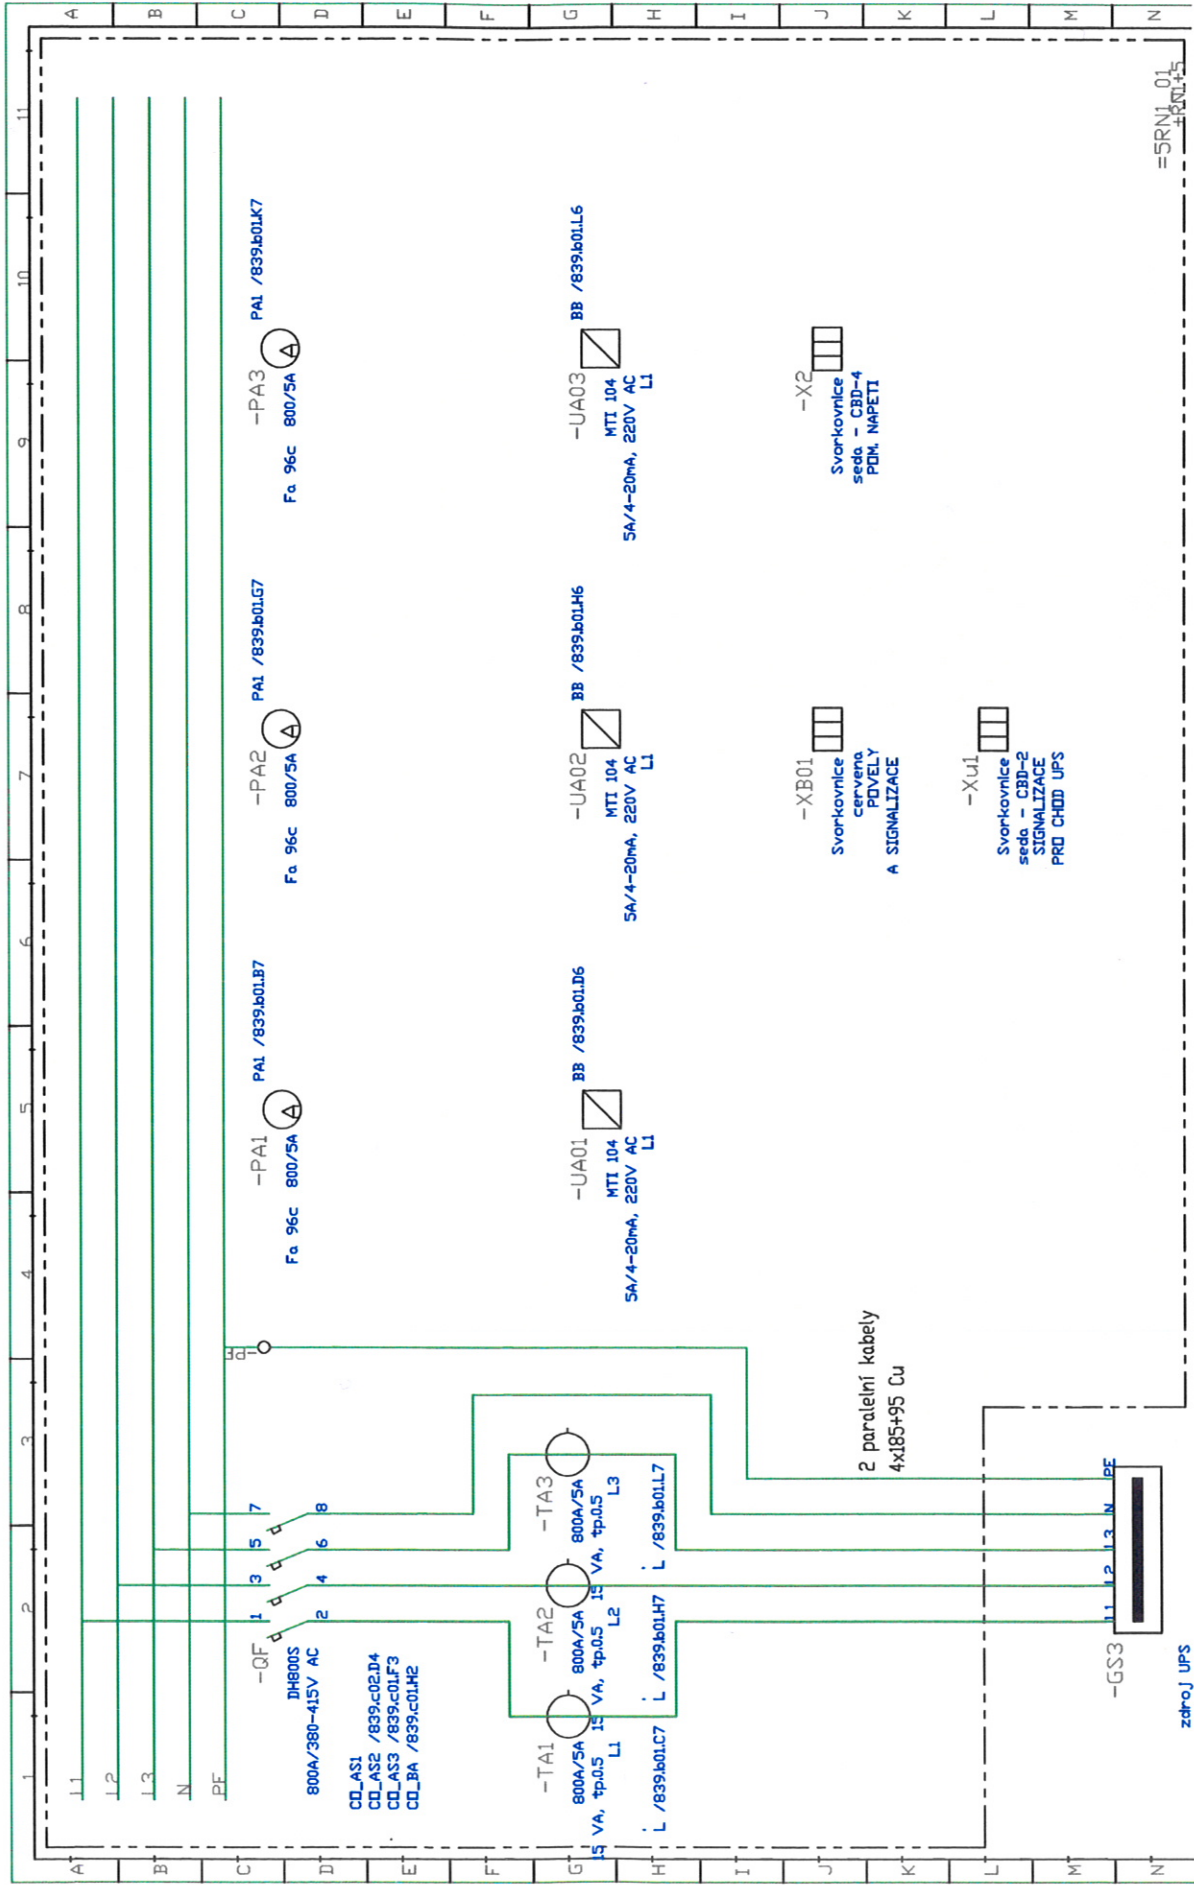 1 2 3 4 5 6 7 8 9 10 11
A A
B B
C C
D D
E E
F F
G G
H H
I I
J J
K K
L L
M M
N N
L1
L2
L3
N
PE
-QF
DH800S
800A/380-415V AC
CO_AS1
CO_AS2 /839.c02.D4
CO_AS3 /839.c01.F3
CO_BA /839.c01.H2
1 3 5 7
2 4 6 8
-PE
-PA1
PA1 /839.b01.B7
Fa 96c 800/5A
-PA2
PA1 /839.b01.G7
Fa 96c 800/5A
-PA3
PA1 /839.b01.K7
Fa 96c 800/5A
-TA1
800A/5A
15 VA, tp.0.5
L1
L /839.b01.C7
-TA2
800A/5A
15 VA, tp.0.5
L2
L /839.b01.H7
-TA3
800A/5A
15 VA, tp.0.5
L3
L /839.b01.L7
-UA01
BB /839.b01.D6
MTI 104
5A/4-20mA, 220V AC
L1
-UA02
BB /839.b01.H6
MTI 104
5A/4-20mA, 220V AC
L1
-UA03
BB /839.b01.L6
MTI 104
5A/4-20mA, 220V AC
L1
-XB01
Svorkovnice
cervena
POVELY
A SIGNALIZACE
-X2
Svorkovnice
seda - CBD-4
POM. NAPETI
-Xu1
Svorkovnice
seda - CBD-2
SIGNALIZACE
PRO CHOD UPS
2 paralelní kabely
4x185+95 Cu
L1 L2 L3 N PE
-GS3
zdroj UPS
=5RN1_01